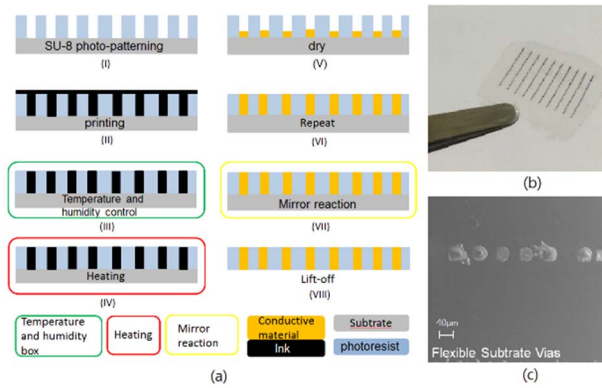 SU-8 photo-patterning
(I)
printing
(II)
Temperature and
humidity control
(III)
Heating
(IV)
dry
(V)
Repeat
(VI)
Mirror reaction
(VII)
Lift-off
(VIII)
Temperature
and humidity
box
Heating
Mirror
reaction
Conductive
material
Ink
Subtrate
photoresist
(a)
(b)
40μm
Flexible Substrate Vias
(c)